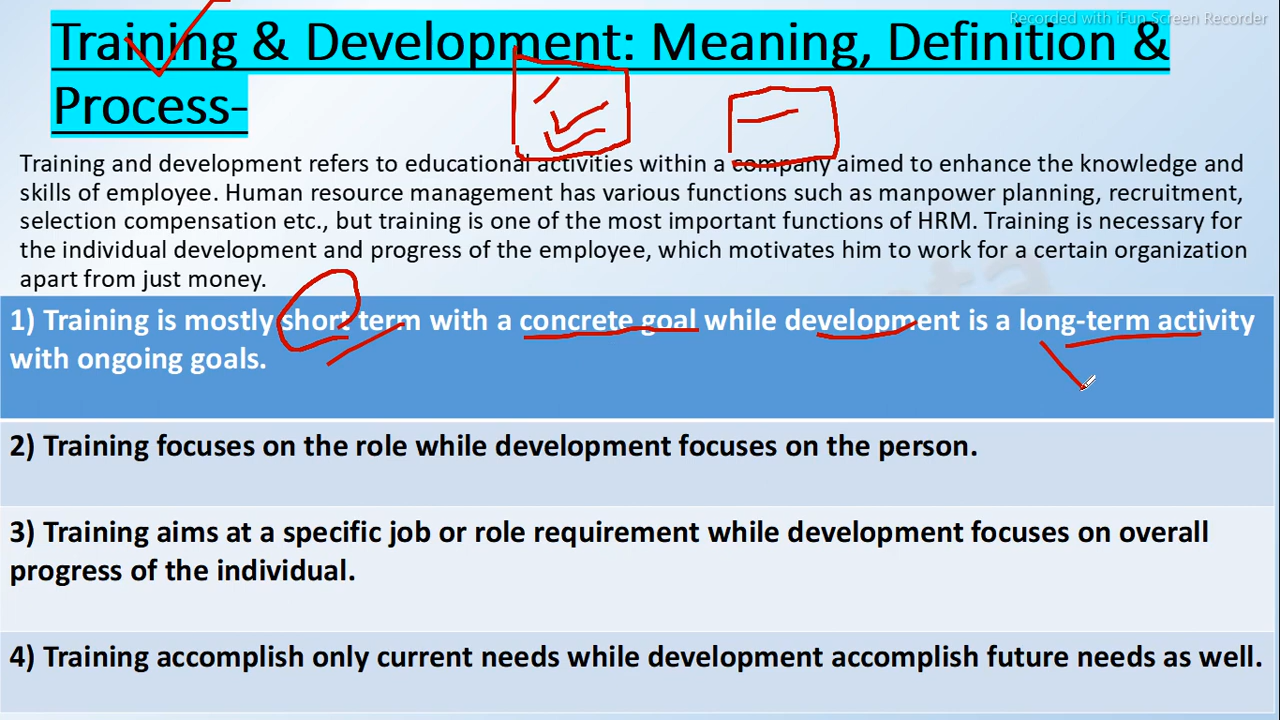 Recorded with iFun Screen Recorder
Training & Development: Meaning, Definition &
Process-
Training and development refers to educational activities within a company aimed to enhance the knowledge and
skills of employee. Human resource management has various functions such as manpower planning, recruitment,
selection compensation etc., but training is one of the most important functions of HRM. Training is necessary for
the individual development and progress of the employee, which motivates him to work for a certain organization
apart from just money.
1) Training is mostly short term with a concrete goal while development is a long-term activity
with ongoing goals.
2) Training focuses on the role while development focuses on the person.
3) Training aims at a specific job or role requirement while development focuses on overall
progress of the individual.
4) Training accomplish only current needs while development accomplish future needs as well.